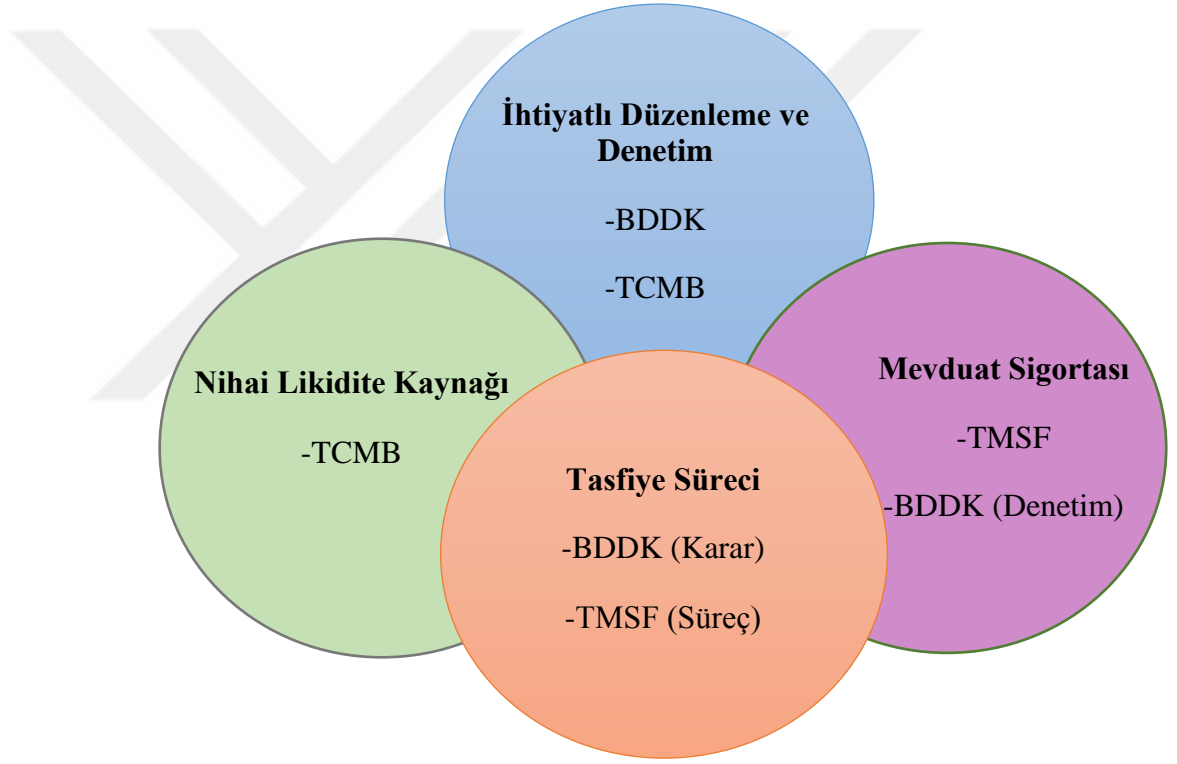 İhtiyatlı Düzenleme ve
Denetim
-BDDK
-TCMB
Nihai Likidite Kaynağı
-TCMB
Mevduat Sigortası
-TMSF
-BDDK (Denetim)
Tasfiye Süreci
-BDDK (Karar)
-TMSF (Süreç)